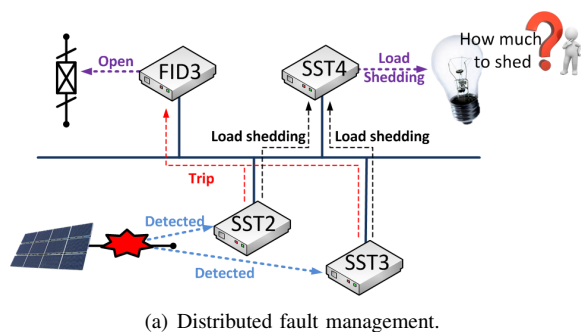 How much
to shed
Open
FID3
SST4
Load
Shedding
Load shedding
Load shedding
Trip
Detected
SST2
Detected
SST3
(a) Distributed fault management.